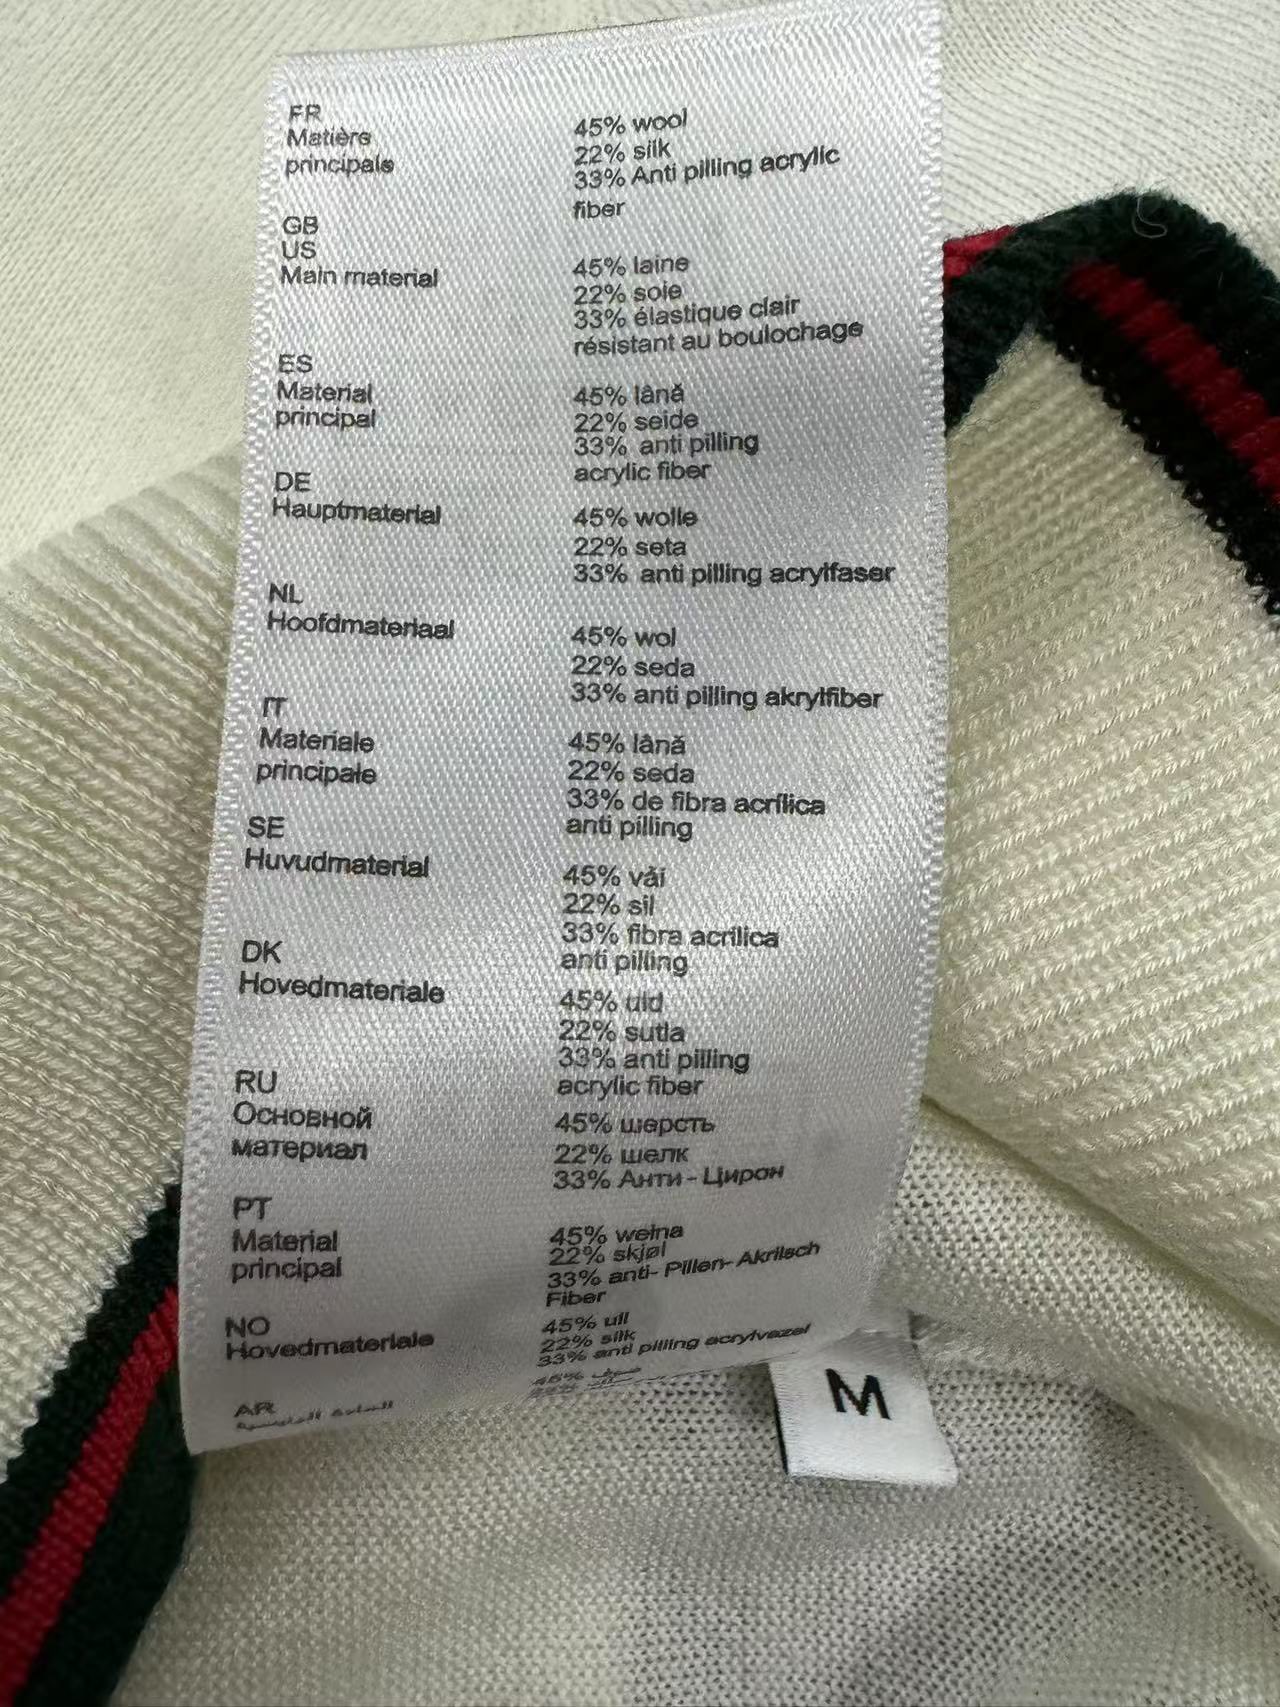 FR
Matière
principale
45% wool
22% silk
33% Anti pilling acrylic
fiber
GB
US
Main material
45% laine
22% soie
33% élastique clair
résistant au boulochage
ES
Material
principal
45% lână
22% seide
33% anti pilling
acrylic fiber
DE
Hauptmaterial
45% wolle
22% seta
33% anti pilling acrylfaser
NL
Hoofdmateriaal
45% wol
22% seda
33% anti pilling akrylfiber
IT
Materiale
principale
45% lână
22% seda
33% de fibra acrílica
anti pilling
SE
Huvudmaterial
45% văi
22% sil
33% fibra acrílica
anti pilling
DK
Hovedmateriale
45% uld
22% sutla
33% anti pilling
acrylic fiber
RU
Основной
материал
45% шерсть
22% шелк
33% Анти - Цирон
PT
Material
principal
45% wełna
22% skjøl
33% anti- Pillen- Akrilsch
Fiber
NO
Hovedmateriale
45% ull
22% silk
33% anti pilling acrylvezel
AR
45% صوف
22%
M